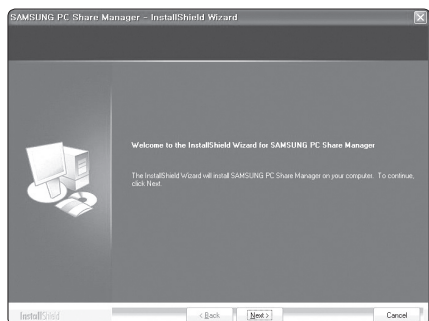 SAMSUNG PC Share Manager - InstallShield Wizard
Welcome to the InstallShield Wizard for SAMSUNG PC Share Manager
The InstallShield Wizard will install SAMSUNG PC Share Manager on your computer. To continue,
click Next.
InstallShield
< Back Next > Cancel